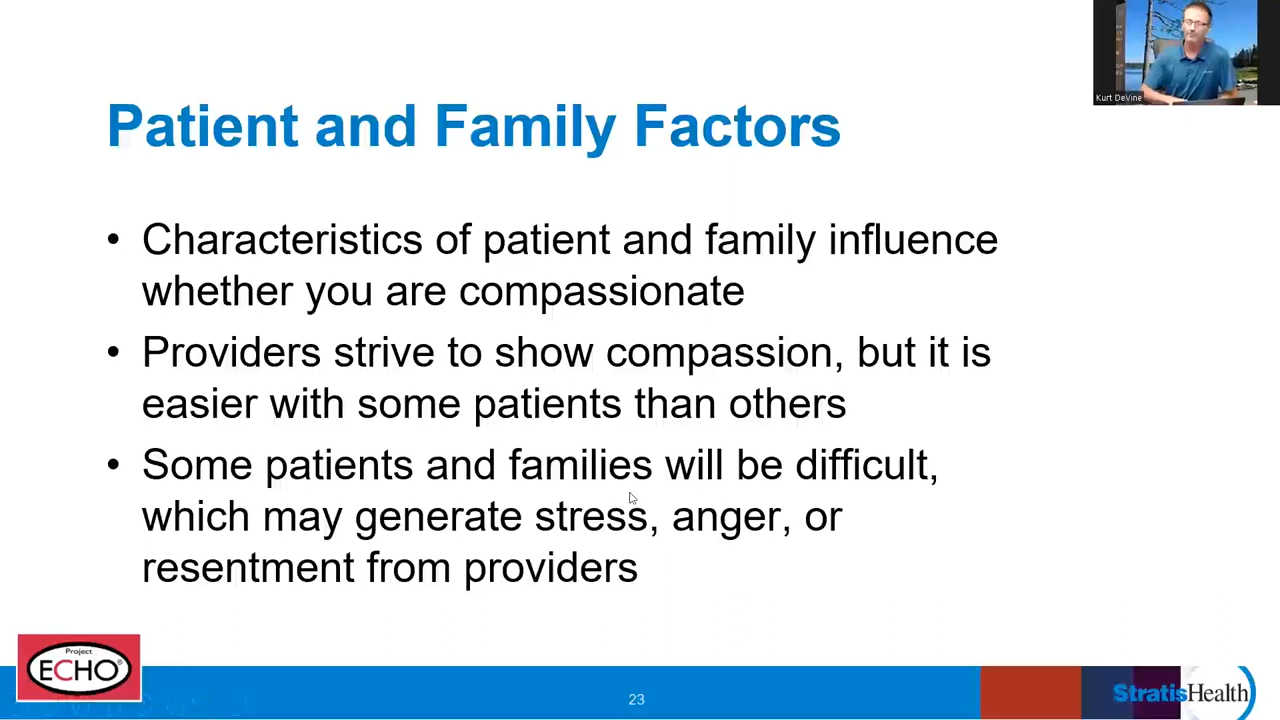 Kurt DeVine
Patient and Family Factors
• Characteristics of patient and family influence
whether you are compassionate
• Providers strive to show compassion, but it is
easier with some patients than others
• Some patients and families will be difficult,
which may generate stress, anger, or
resentment from providers
Project
ECHO®
23
StratisHealth